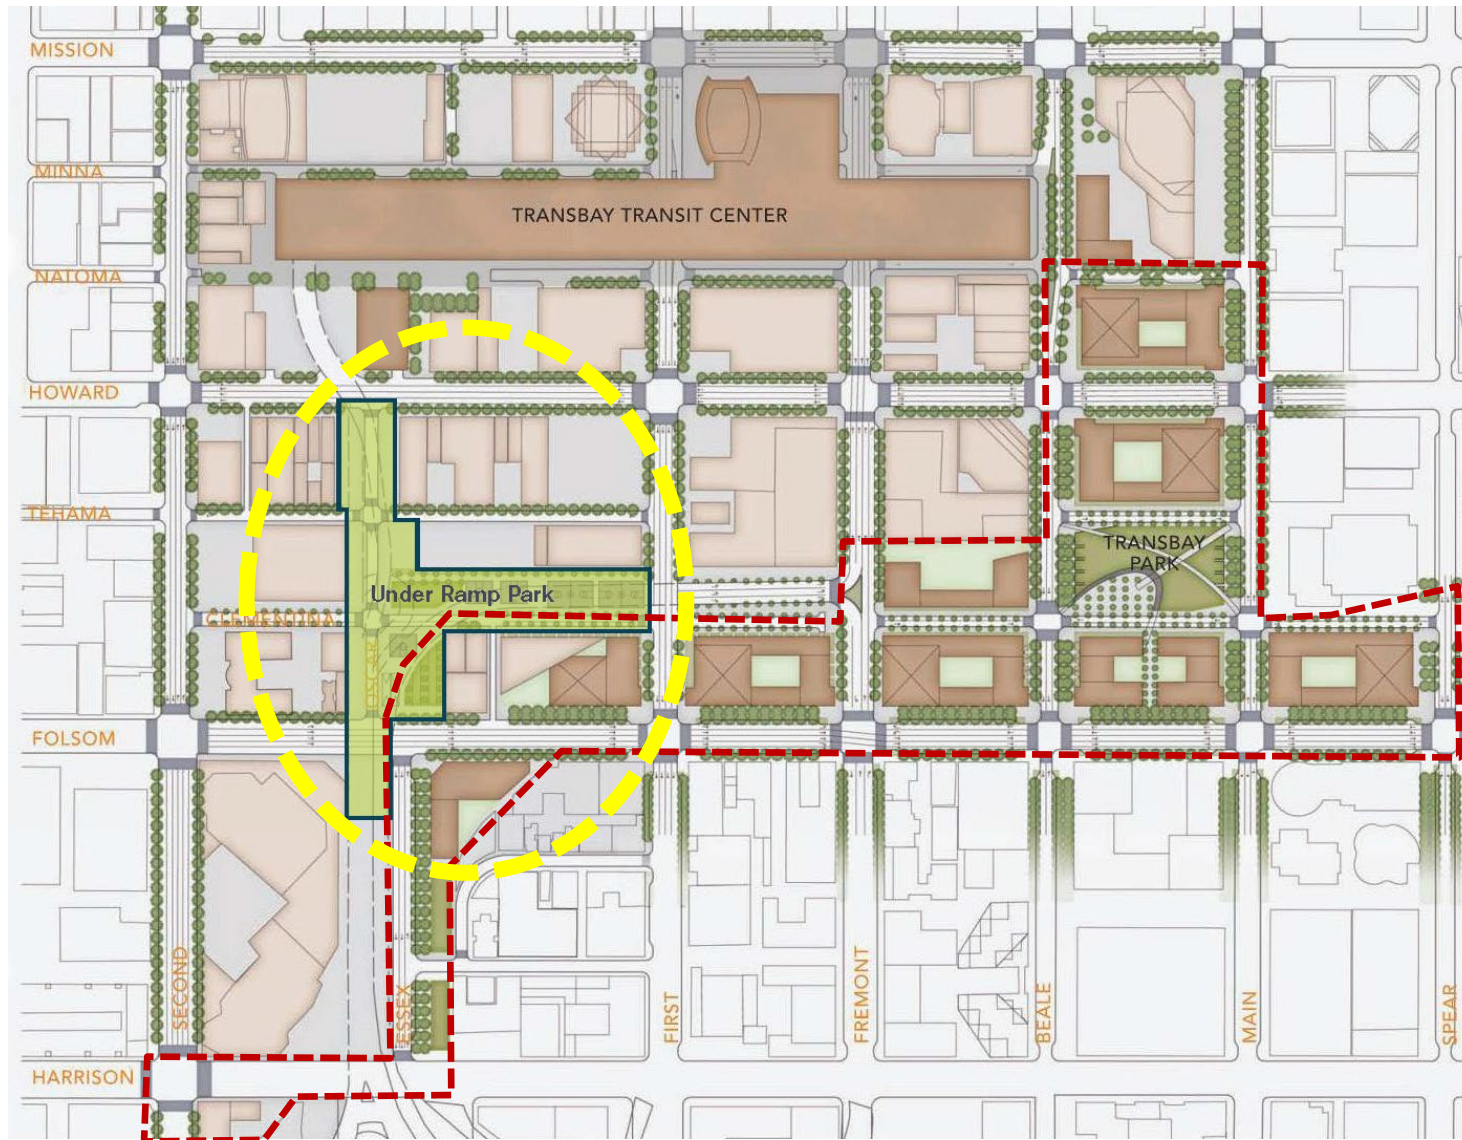 MISSION
MINNA
TRANSBAY TRANSIT CENTER
NATOMA
HOWARD
TEHAMA
TRANSBAY
PARK
Under Ramp Park
CLEMENTINA
OSCAR
FOLSOM
SECOND
ESSEX
FIRST
FREMONT
BEALE
MAIN
SPEAR
HARRISON